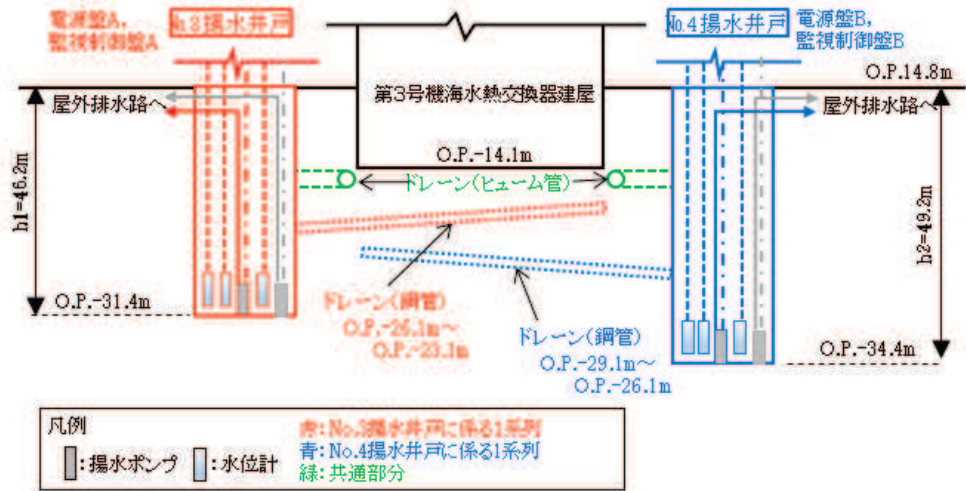 電源盤A,
監視制御盤A
No.3揚水井戸
No.4揚水井戸
電源盤B,
監視制御盤B
O.P.14.8m
屋外排水路へ
第3号機海水熱交換器建屋
屋外排水路へ
O.P.-14.1m
ドレーン(ヒューム管)
h1=46.2m
h2=49.2m
O.P.-31.4m
ドレーン(鋼管)
O.P.-26.1m~
O.P.-23.1m
ドレーン(鋼管)
O.P.-29.1m~
O.P.-26.1m
O.P.-34.4m
凡例
:揚水ポンプ
:水位計
赤:No.3揚水井戸に係る1系列
青:No.4揚水井戸に係る1系列
緑:共通部分